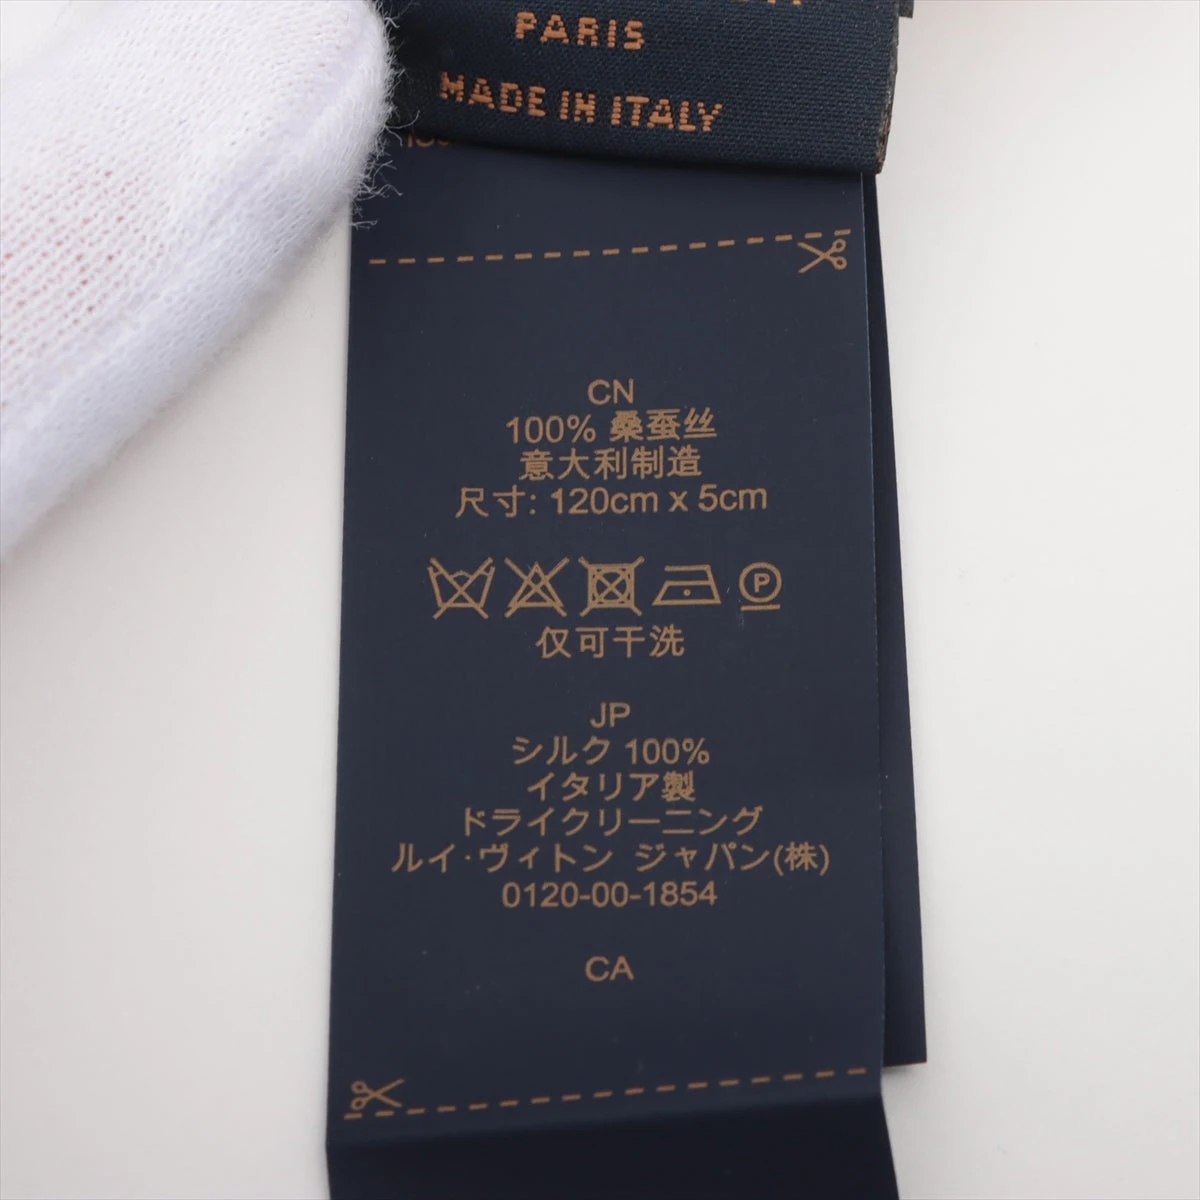 PARIS
MADE IN ITALY
CN
100% 桑蚕丝
意大利制造
尺寸: 120cm x 5cm
P
仅可干洗
JP
シルク 100%
イタリア製
ドライクリーニング
ルイ·ヴィトン ジャパン(株)
0120-00-1854
CA